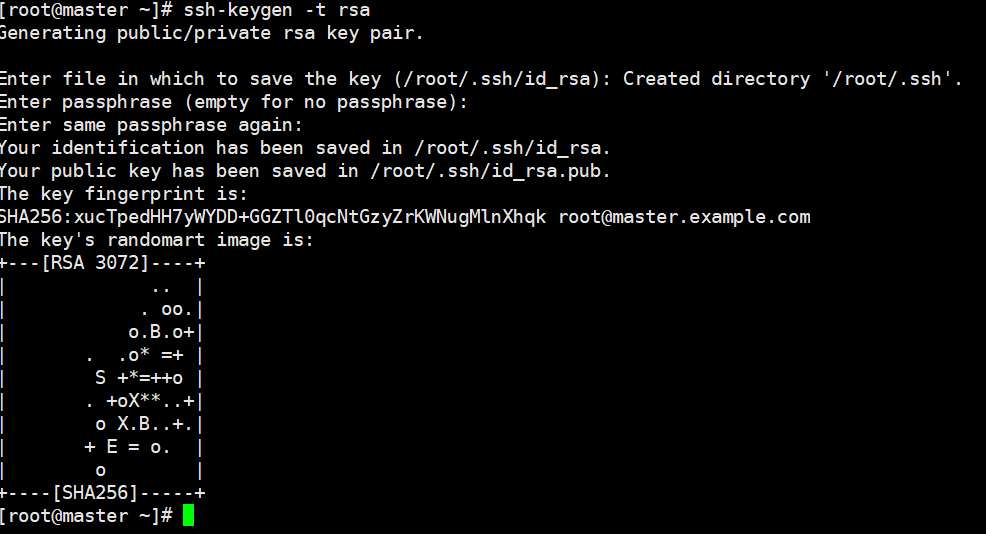 [root@master ~]# ssh-keygen -t rsa
Generating public/private rsa key pair.

Enter file in which to save the key (/root/.ssh/id_rsa): Created directory '/root/.ssh'.
Enter passphrase (empty for no passphrase):
Enter same passphrase again:
Your identification has been saved in /root/.ssh/id_rsa.
Your public key has been saved in /root/.ssh/id_rsa.pub.
The key fingerprint is:
SHA256:xucTpedHH7yWYDD+GGZTl0qcNtGzyZrKWNugMlnXhqk root@master.example.com
The key's randomart image is:
+---[RSA 3072]----+
|             ..  |
|            . oo.|
|           o.B.o+|
|       .  .o* =+ |
|        S +*=++o |
|       . +oX**..+|
|        o X.B..+.|
|       + E = o.  |
|        o        |
+----[SHA256]-----+
[root@master ~]#